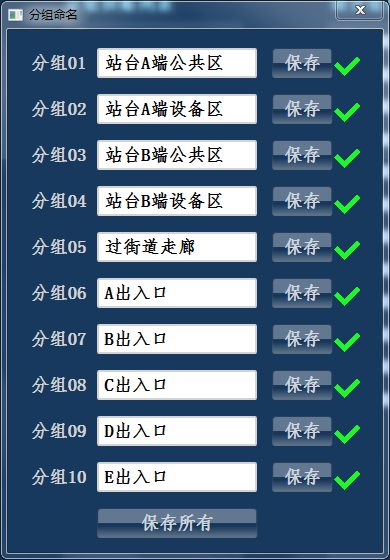 分组命名
分组01 站台A端公共区 保存
分组02 站台A端设备区 保存
分组03 站台B端公共区 保存
分组04 站台B端设备区 保存
分组05 过街道走廊 保存
分组06 A出入口 保存
分组07 B出入口 保存
分组08 C出入口 保存
分组09 D出入口 保存
分组10 E出入口 保存
保存所有